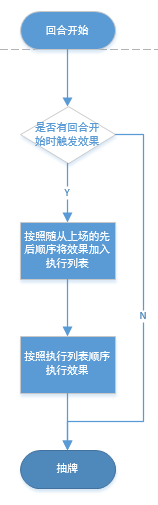 回合开始
是否有回合开
始时触发效果
Y
按照随从上场的先
后顺序将效果加入
执行列表
N
按照执行列表顺序
执行效果
抽牌